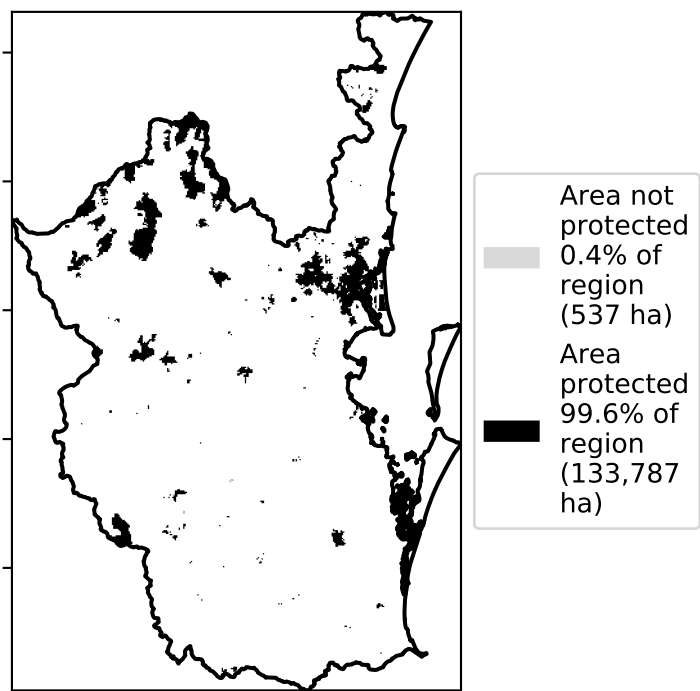 Area not
protected
0.4% of
region
(537 ha)
Area
protected
99.6% of
region
(133,787
ha)